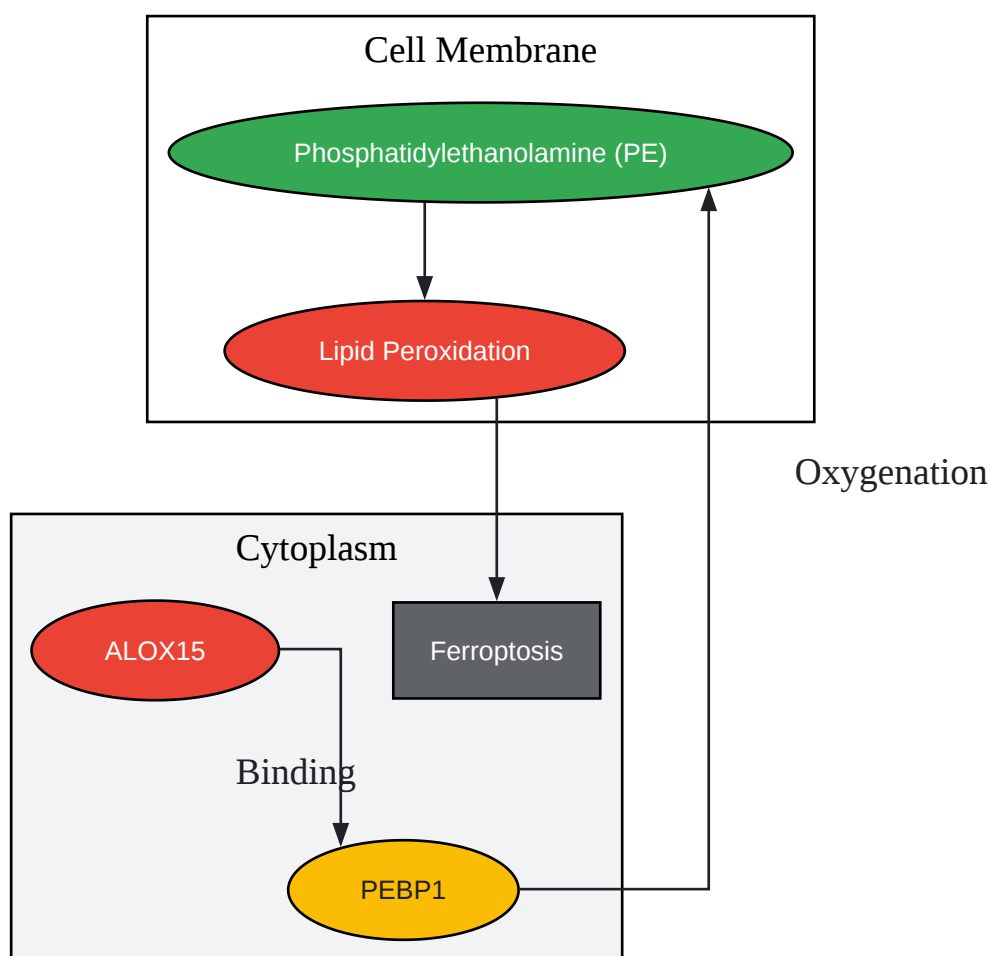 Cell Membrane
Phosphatidylethanolamine (PE)
Lipid Peroxidation
Oxygenation
Cytoplasm
ALOX15
Ferroptosis
Binding
PEBP1